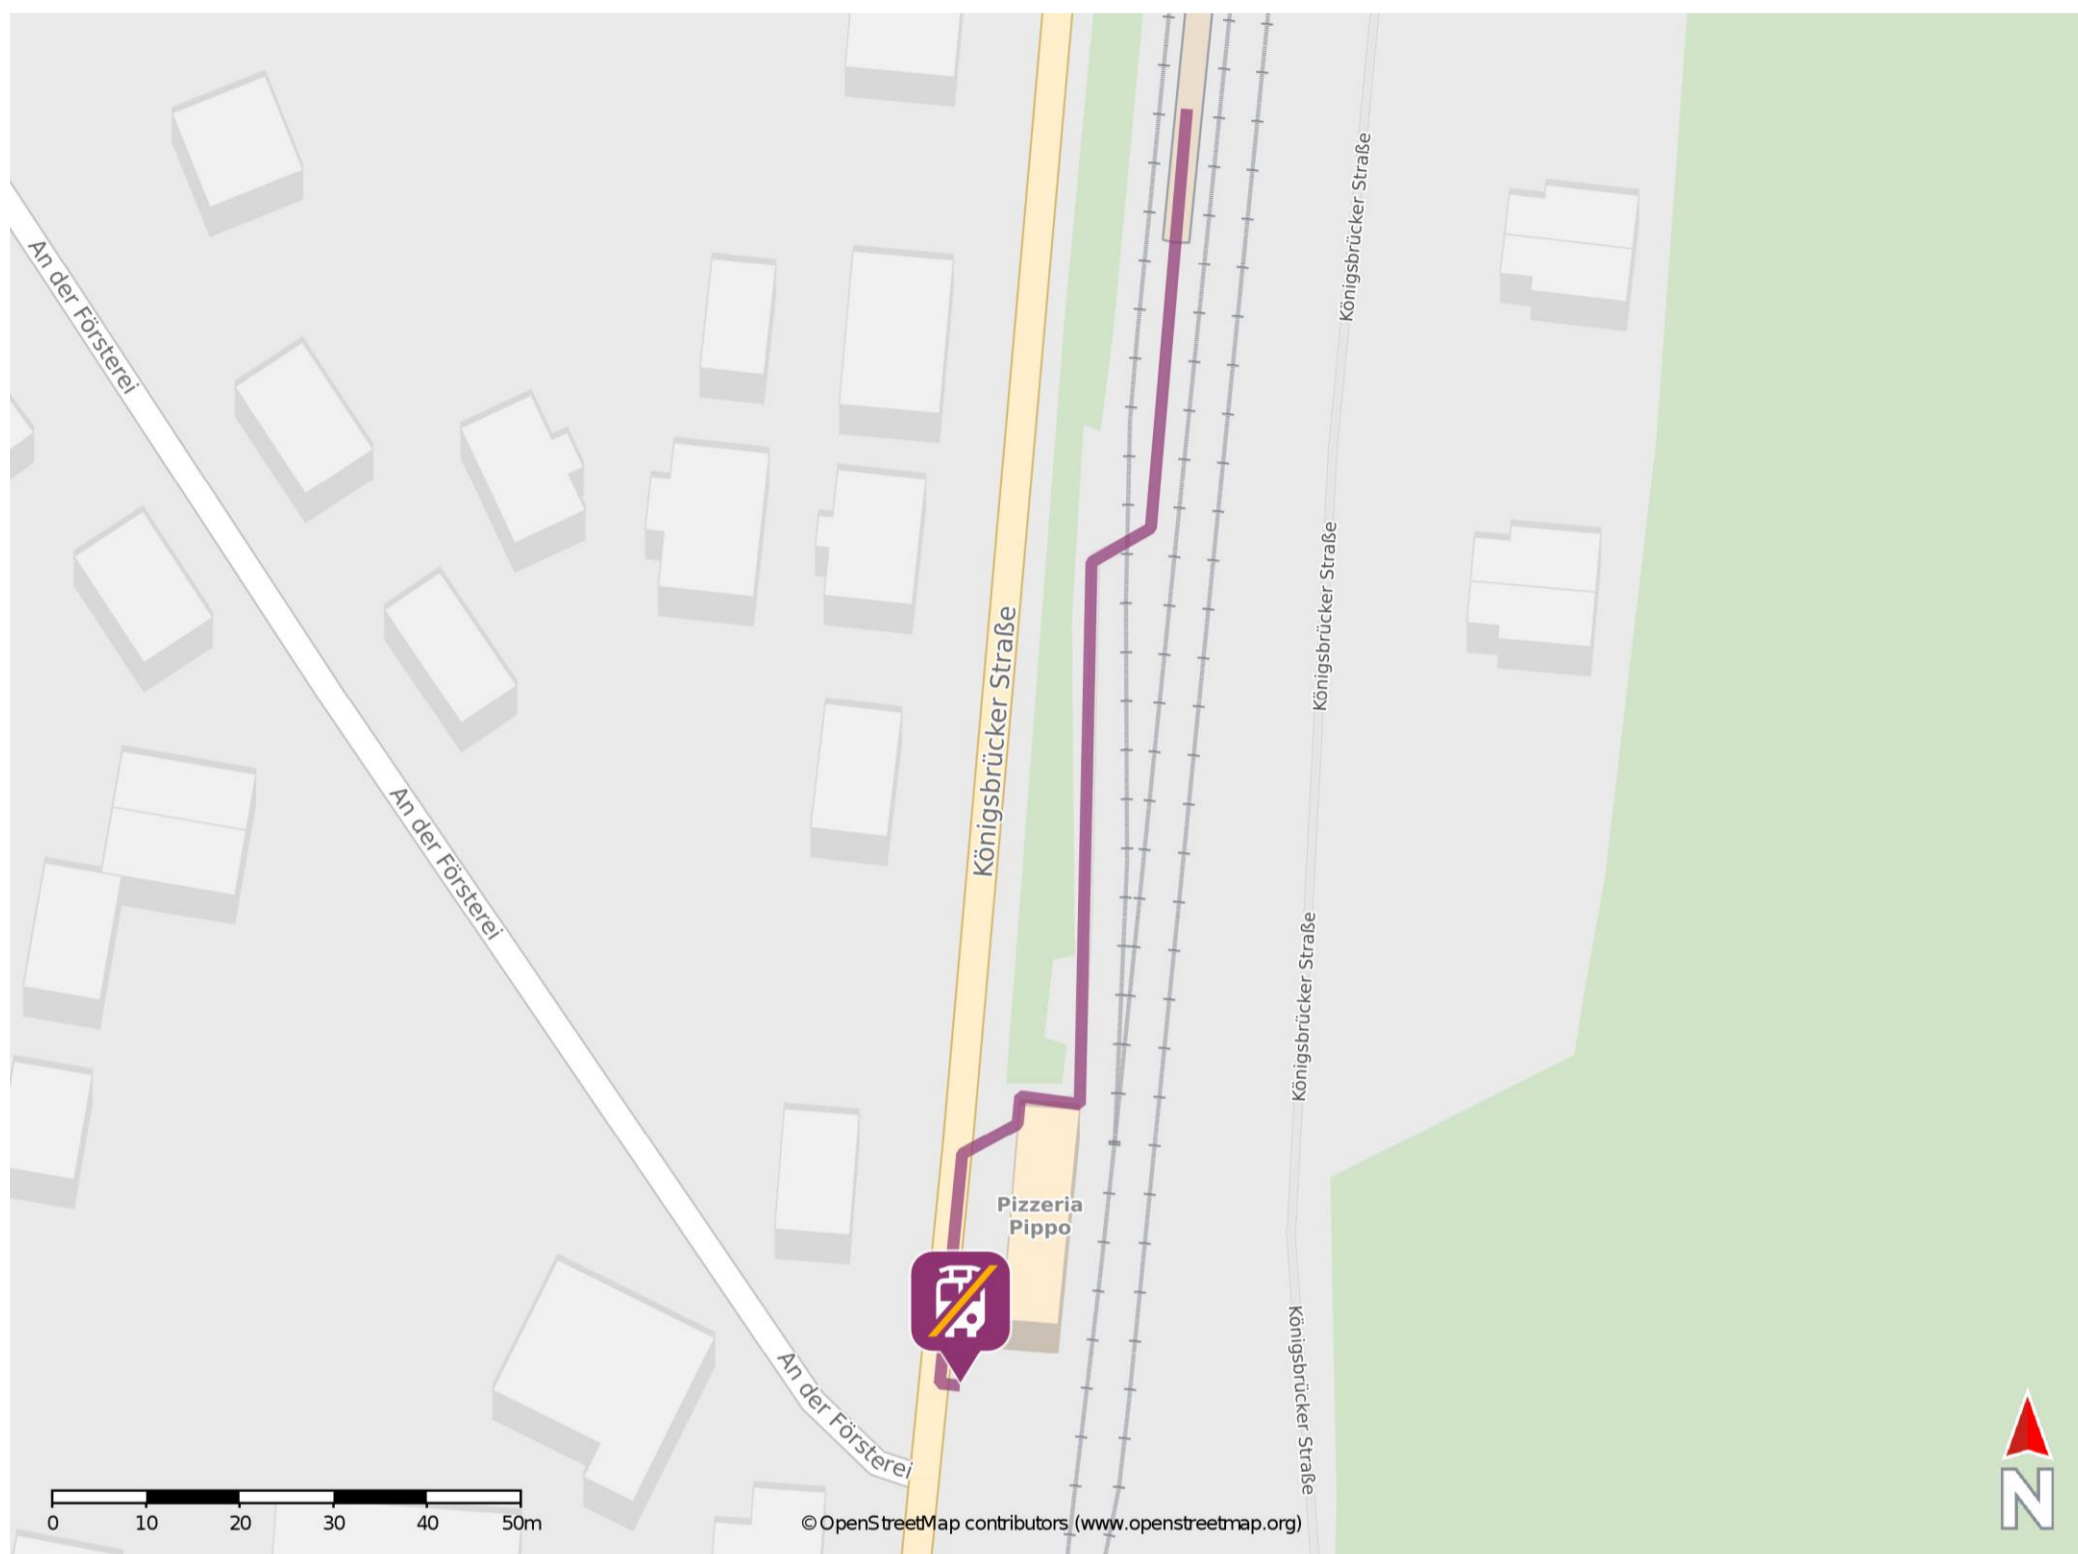 Königsbrücker Straße
An der Försterei
Königsbrücker Straße
Königsbrücker Straße
An der Försterei
Königsbrücker Straße
Pizzeria
Pippo
An der Försterei
Königsbrücker Straße
0 10 20 30 40 50m
©OpenStreetMap contributors (www.openstreetmap.org)
N